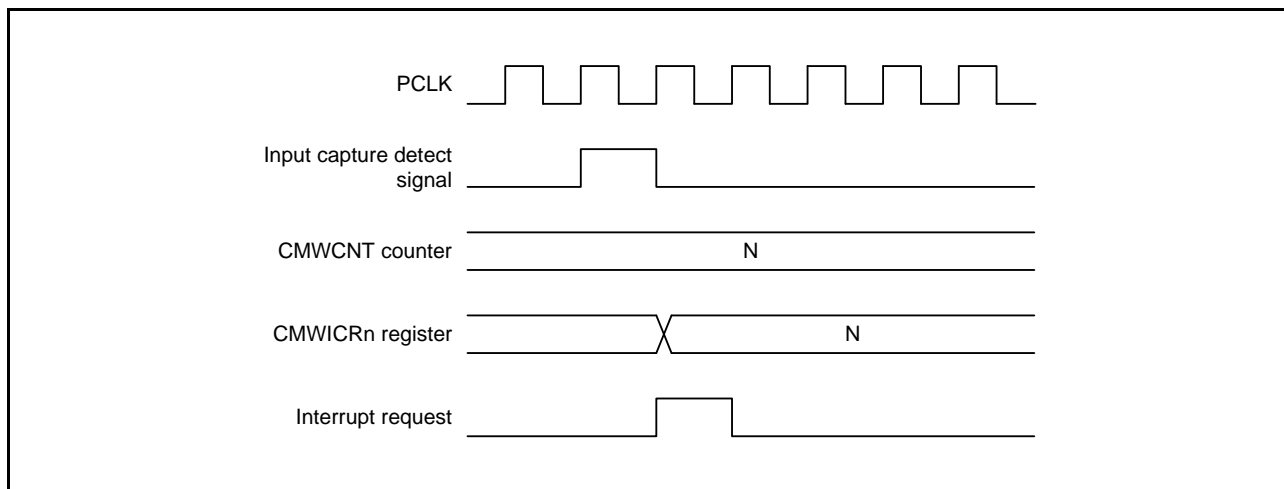 PCLK
Input capture detect
signal
CMWCNT counter
N
CMWICRn register
N
Interrupt request